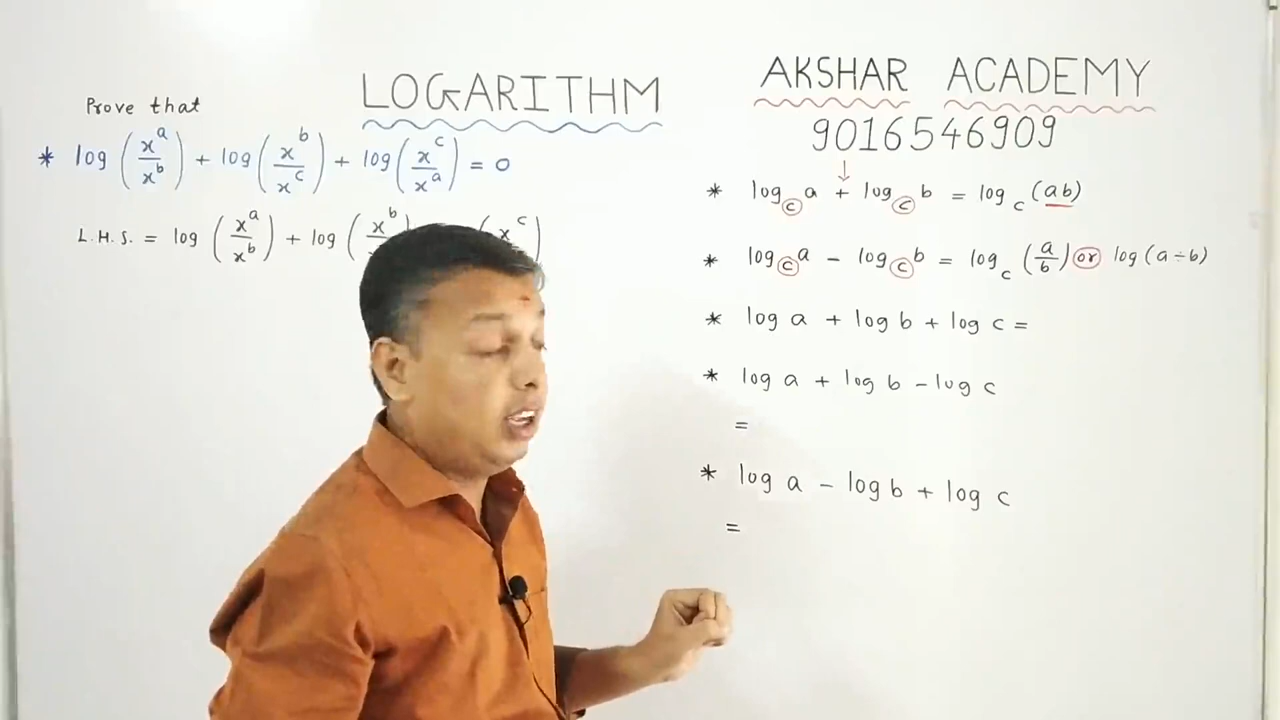 LOGARITHM
Prove that
* log (x^a/x^b) + log (x^b/x^c) + log (x^c/x^a) = 0
L.H.S. = log (x^a/x^b) + log (x^b x^c)
AKSHAR ACADEMY
9016546909
↓
* log_c a + log_c b = log_c (ab)
* log_c a - log_c b = log_c (a/b) or log (a ÷ b)
* log a + log b + log c =
* log a + log b - log c
=
* log a - log b + log c
=